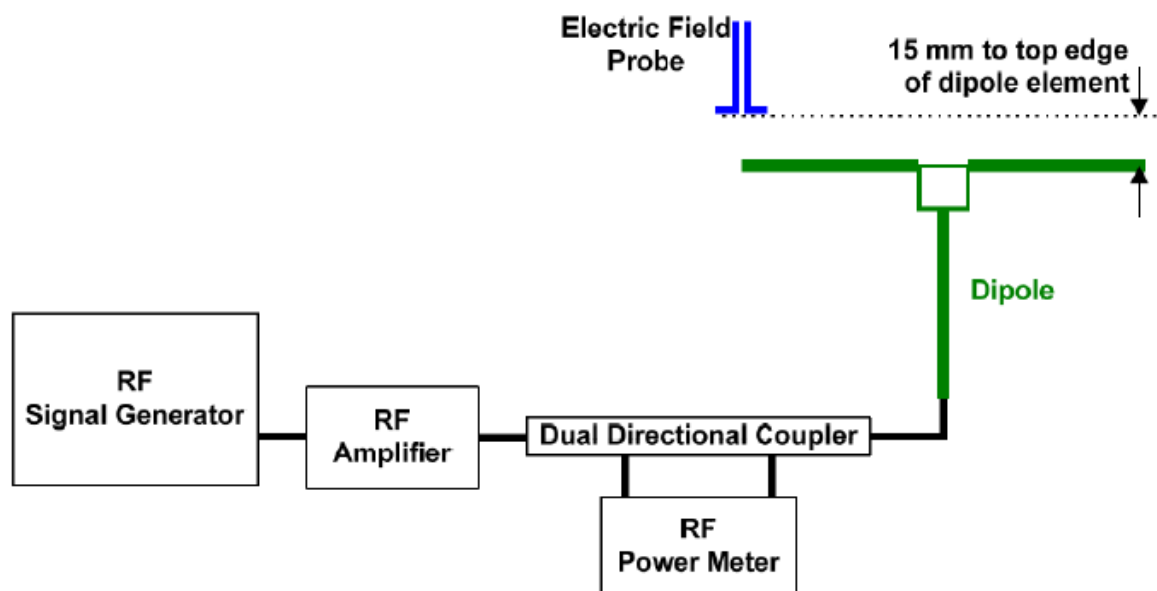 Electric Field
Probe
15 mm to top edge
of dipole element
Dipole
RF
Signal Generator
RF
Amplifier
Dual Directional Coupler
RF
Power Meter